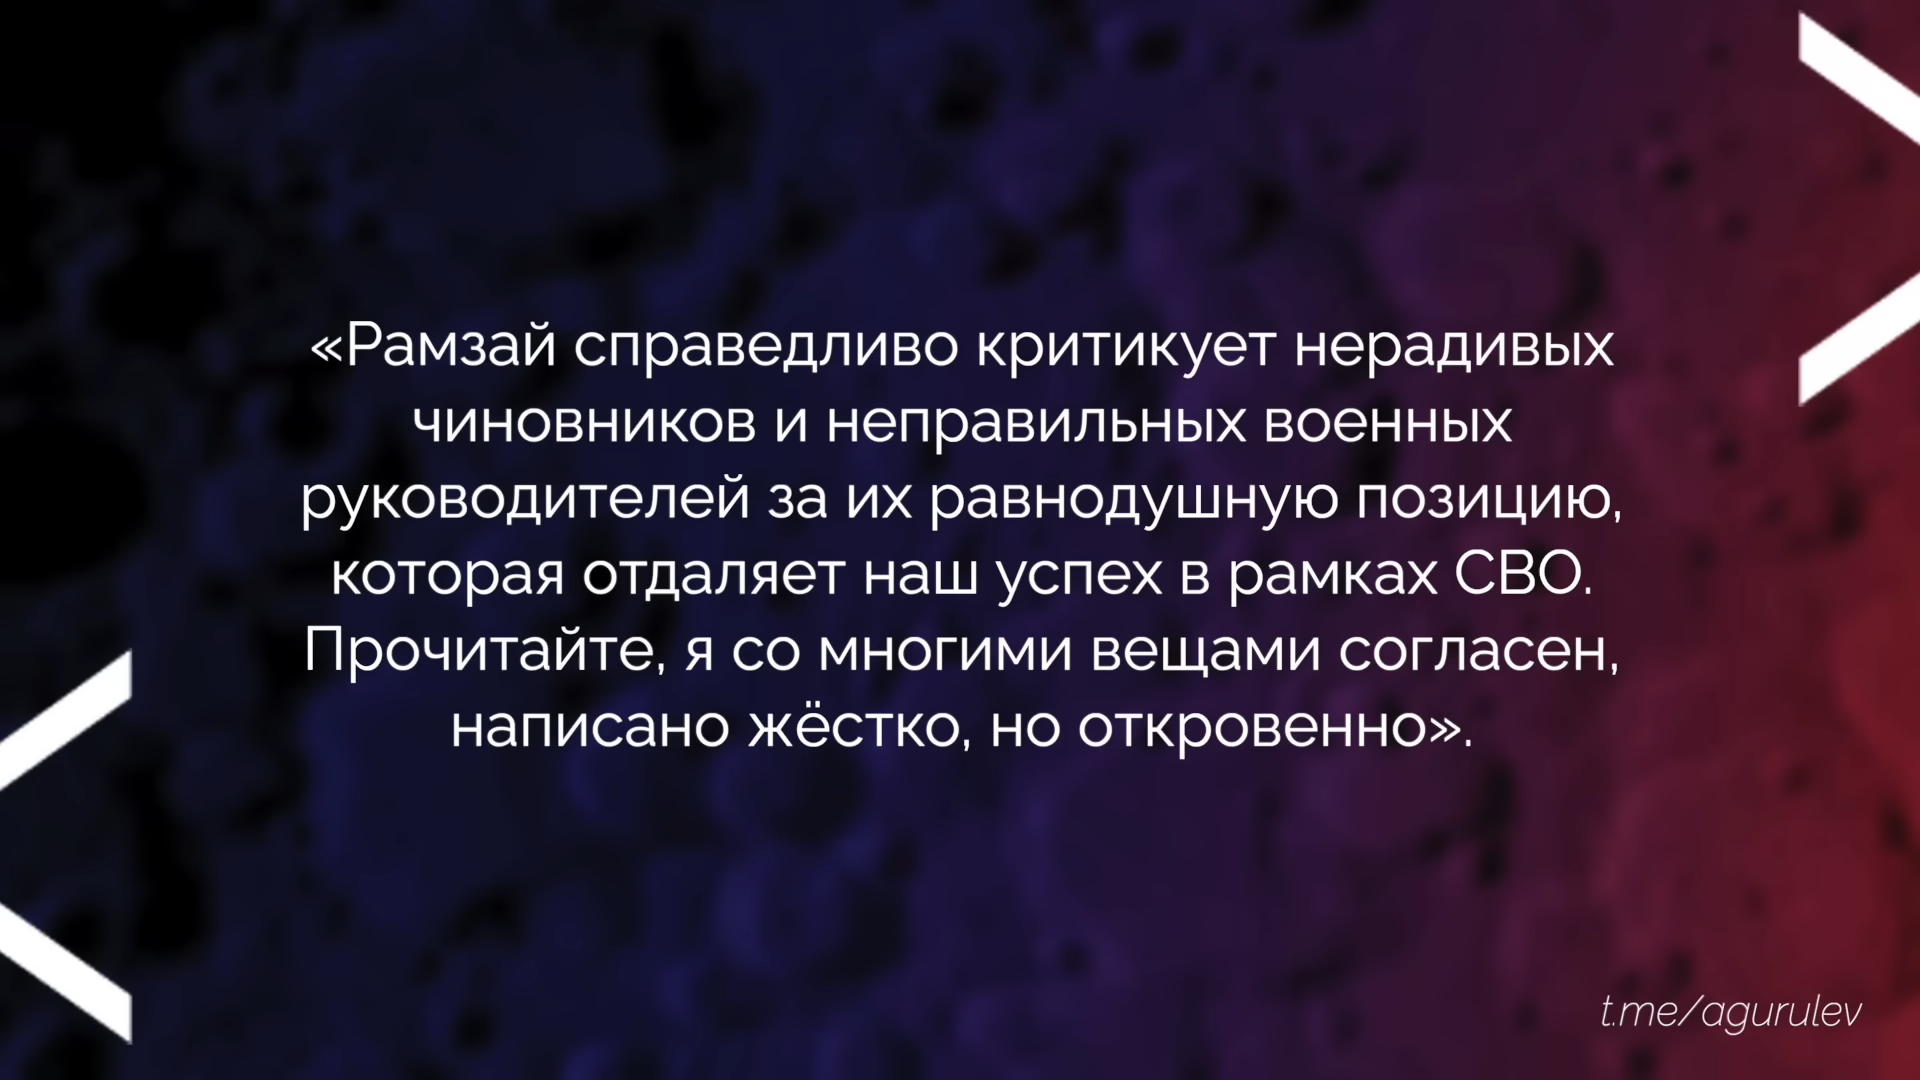 «Рамзай справедливо критикует нерадивых
чиновников и неправильных военных
руководителей за их равнодушную позицию,
которая отдаляет наш успех в рамках СВО.
Прочитайте, я со многими вещами согласен,
написано жёстко, но откровенно».
t.me/agurulev